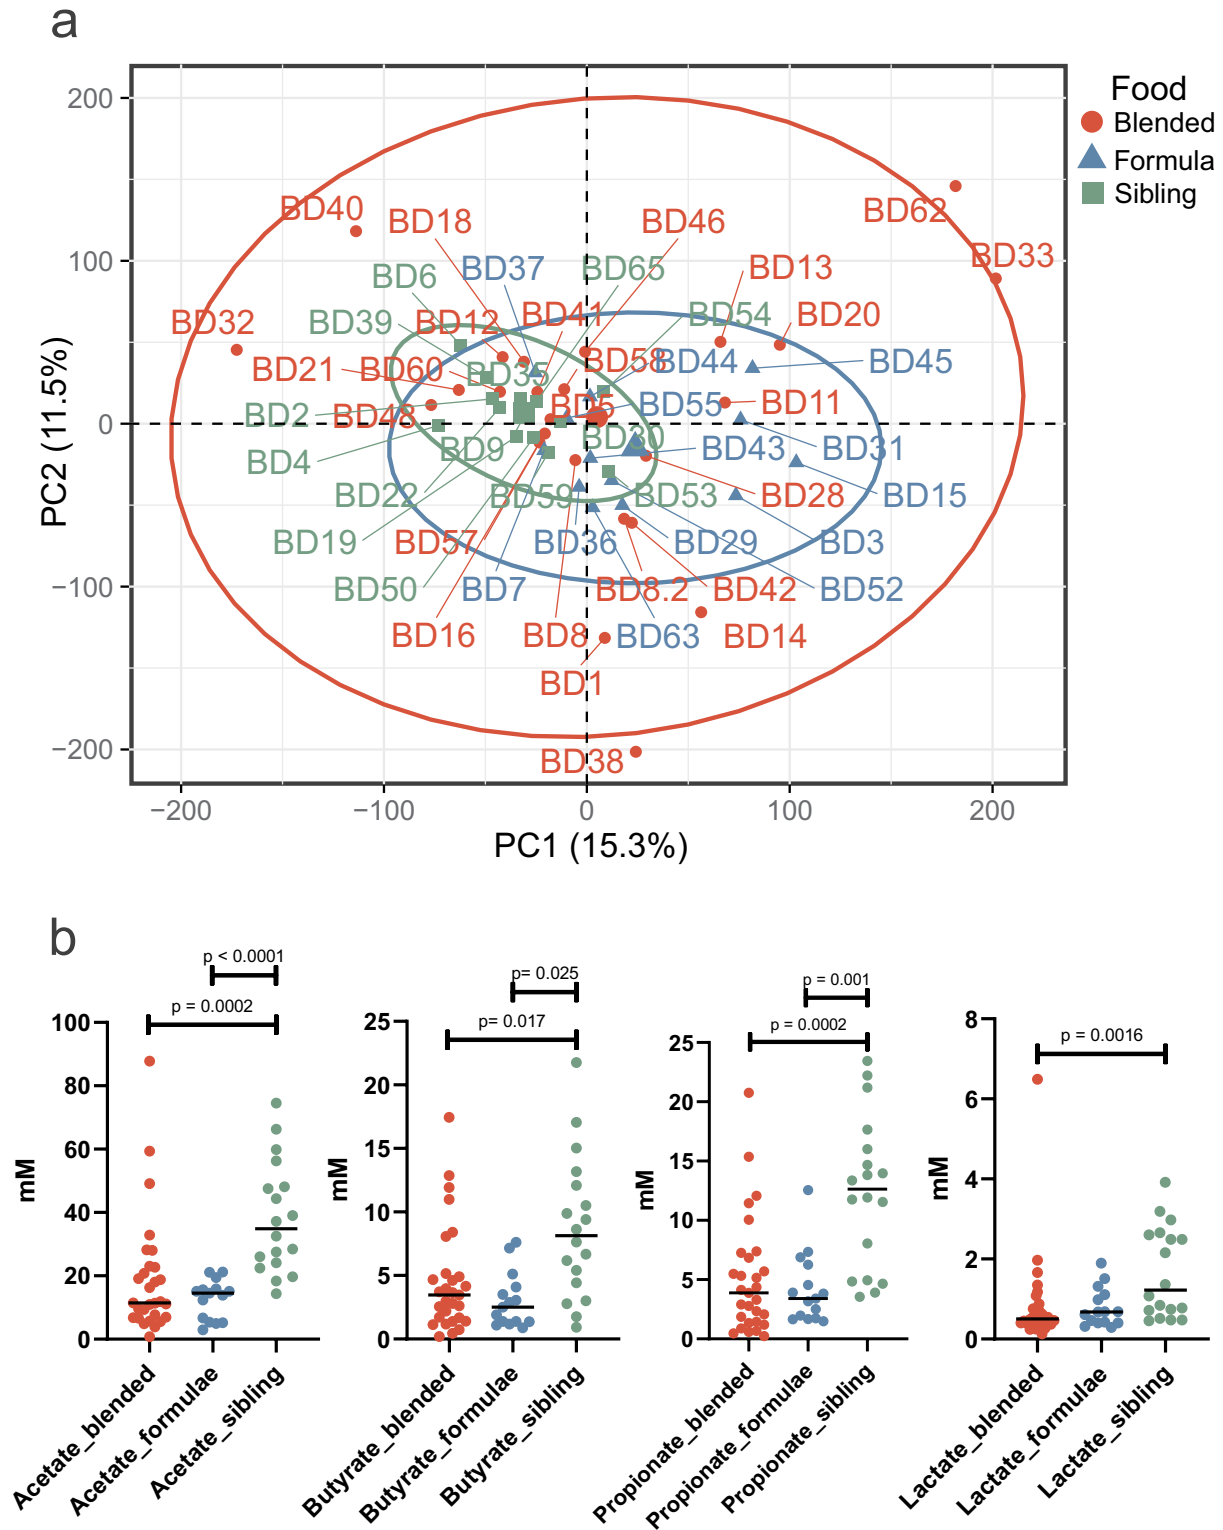 a
Food
Blended
Formula
Sibling
200
100
0
−100
−200
PC2 (11.5%)
BD40
BD18
BD46
BD62
BD33
BD6
BD37
BD65
BD13
BD32
BD39
BD12
BD41
BD54
BD20
BD21
BD60
BD35
BD58
BD44
BD45
BD2
BD48
BD5
BD55
BD11
BD4
BD9
BD30
BD43
BD31
BD22
BD59
BD53
BD28
BD15
BD19
BD57
BD36
BD29
BD3
BD50
BD7
BD8.2
BD42
BD52
BD16
BD8
BD63
BD14
BD1
BD38
−200
−100
0
100
200
PC1 (15.3%)
b
p < 0.0001
p = 0.0002
100
80
60
40
20
0
mM
Acetate_blended
Acetate_formulae
Acetate_sibling
p= 0.025
p= 0.017
25
20
15
10
5
0
mM
Butyrate_blended
Butyrate_formulae
Butyrate_sibling
p = 0.001
p = 0.0002
25
20
15
10
5
0
mM
Propionate_blended
Propionate_formulae
Propionate_sibling
p = 0.0016
8
6
4
2
0
mM
Lactate_blended
Lactate_formulae
Lactate_sibling